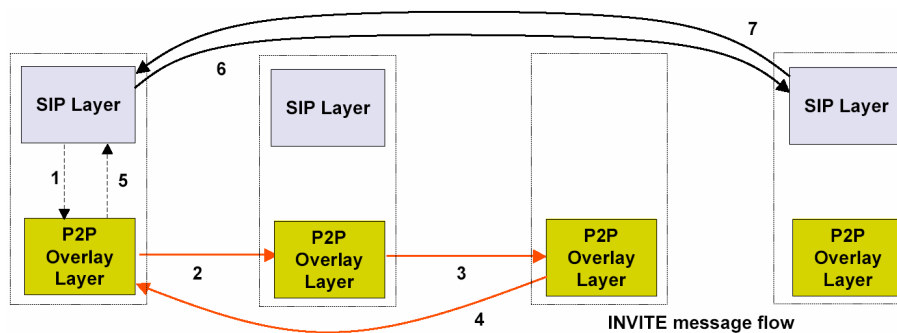 7
6
SIP Layer
SIP Layer
SIP Layer
1
5
P2P
Overlay
Layer
P2P
Overlay
Layer
P2P
Overlay
Layer
P2P
Overlay
Layer
2
3
4
INVITE message flow